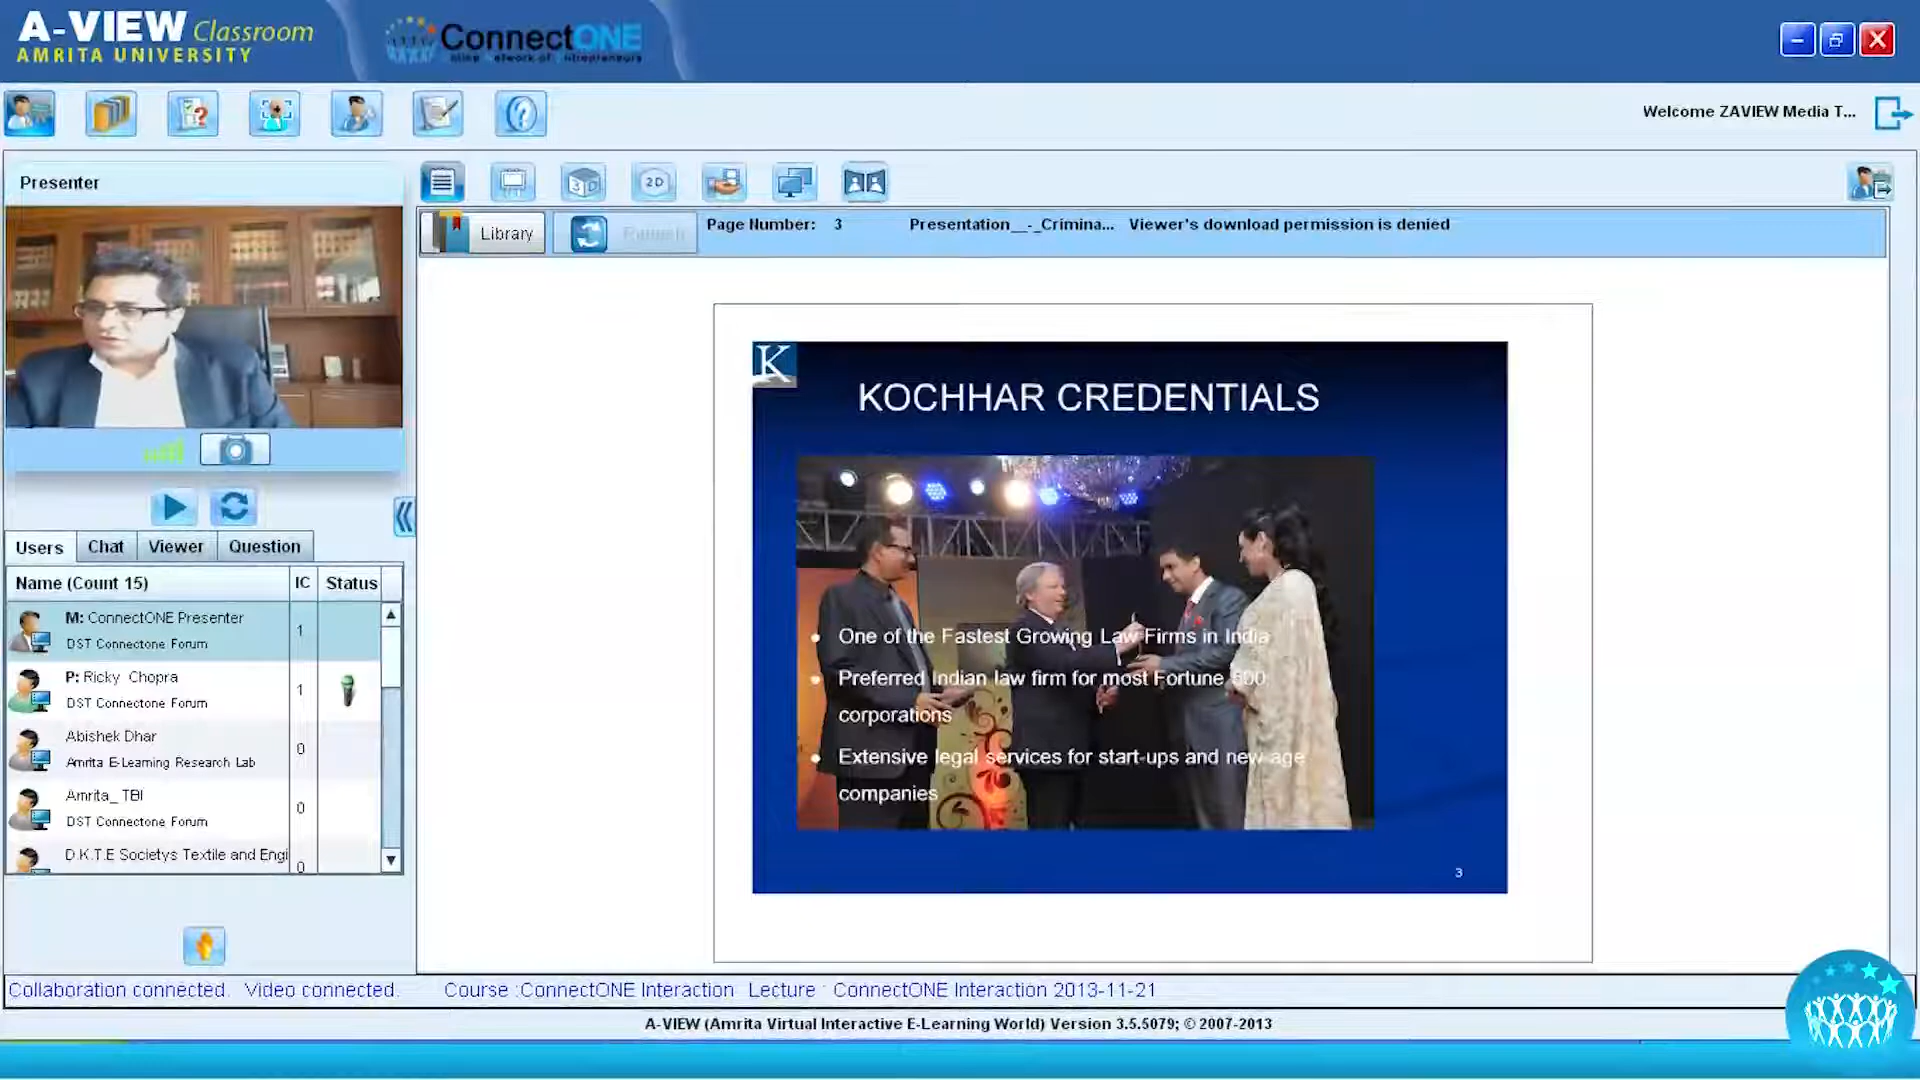 A-VIEW Classroom
AMRITA UNIVERSITY
ConnectONE
Welcome ZAVIEW Media T...
Presenter
3D
2D
Library
Page Number: 3 Presentation__-_Crimina... Viewer's download permission is denied
K
KOCHHAR CREDENTIALS
• One of the Fastest Growing Law Firms in India
• Preferred Indian law firm for most Fortune 500
corporations
• Extensive legal services for start-ups and new age
companies
3
Users Chat Viewer Question
Name (Count 15) IC Status
M: ConnectONE Presenter
DST Connectone Forum
1
P: Ricky Chopra
DST Connectone Forum
1
Abishek Dhar
Amrita E-Learning Research Lab
0
Amrita_ TBI
DST Connectone Forum
0
D.K.T.E Societys Textile and Engi
0
Collaboration connected. Video connected. Course :ConnectONE Interaction Lecture : ConnectONE Interaction 2013-11-21
A-VIEW (Amrita Virtual Interactive E-Learning World) Version 3.5.5079; © 2007-2013